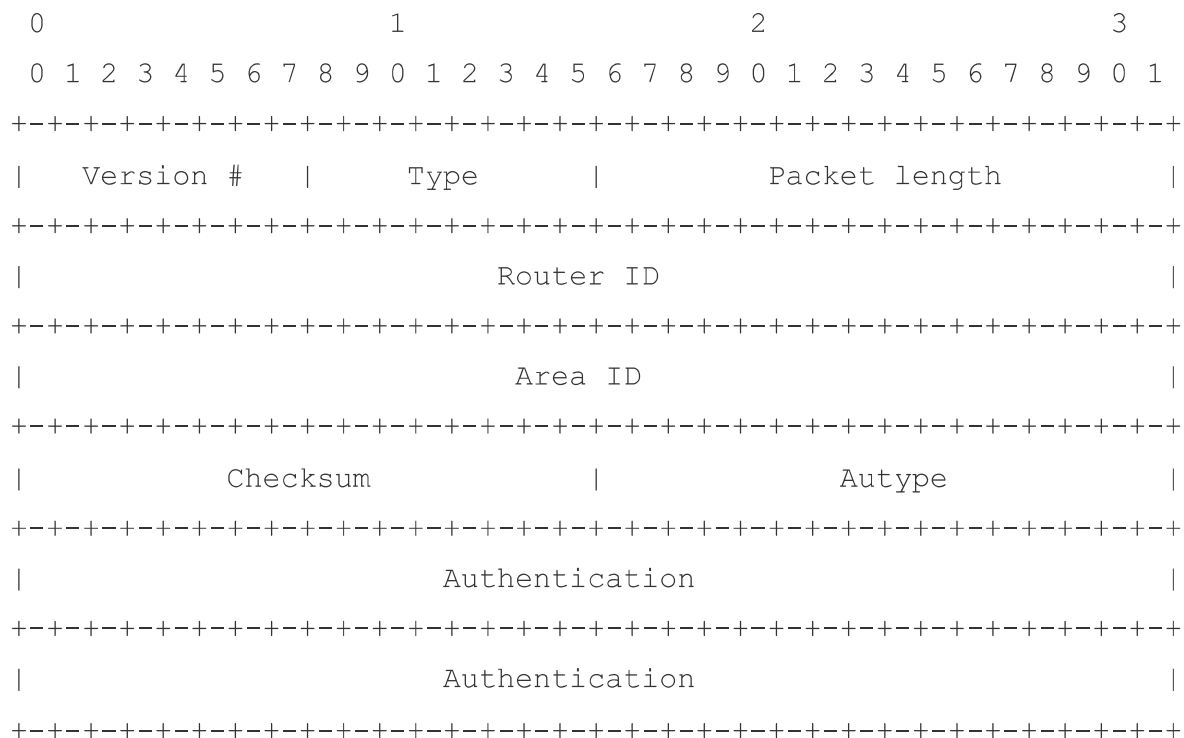 0                   1                   2                   3
 0 1 2 3 4 5 6 7 8 9 0 1 2 3 4 5 6 7 8 9 0 1 2 3 4 5 6 7 8 9 0 1
+-+-+-+-+-+-+-+-+-+-+-+-+-+-+-+-+-+-+-+-+-+-+-+-+-+-+-+-+-+-+-+-+
|   Version #   |     Type      |         Packet length         |
+-+-+-+-+-+-+-+-+-+-+-+-+-+-+-+-+-+-+-+-+-+-+-+-+-+-+-+-+-+-+-+-+
|                          Router ID                            |
+-+-+-+-+-+-+-+-+-+-+-+-+-+-+-+-+-+-+-+-+-+-+-+-+-+-+-+-+-+-+-+-+
|                           Area ID                             |
+-+-+-+-+-+-+-+-+-+-+-+-+-+-+-+-+-+-+-+-+-+-+-+-+-+-+-+-+-+-+-+-+
|           Checksum            |             Autype            |
+-+-+-+-+-+-+-+-+-+-+-+-+-+-+-+-+-+-+-+-+-+-+-+-+-+-+-+-+-+-+-+-+
|                       Authentication                          |
+-+-+-+-+-+-+-+-+-+-+-+-+-+-+-+-+-+-+-+-+-+-+-+-+-+-+-+-+-+-+-+-+
|                       Authentication                          |
+-+-+-+-+-+-+-+-+-+-+-+-+-+-+-+-+-+-+-+-+-+-+-+-+-+-+-+-+-+-+-+-+